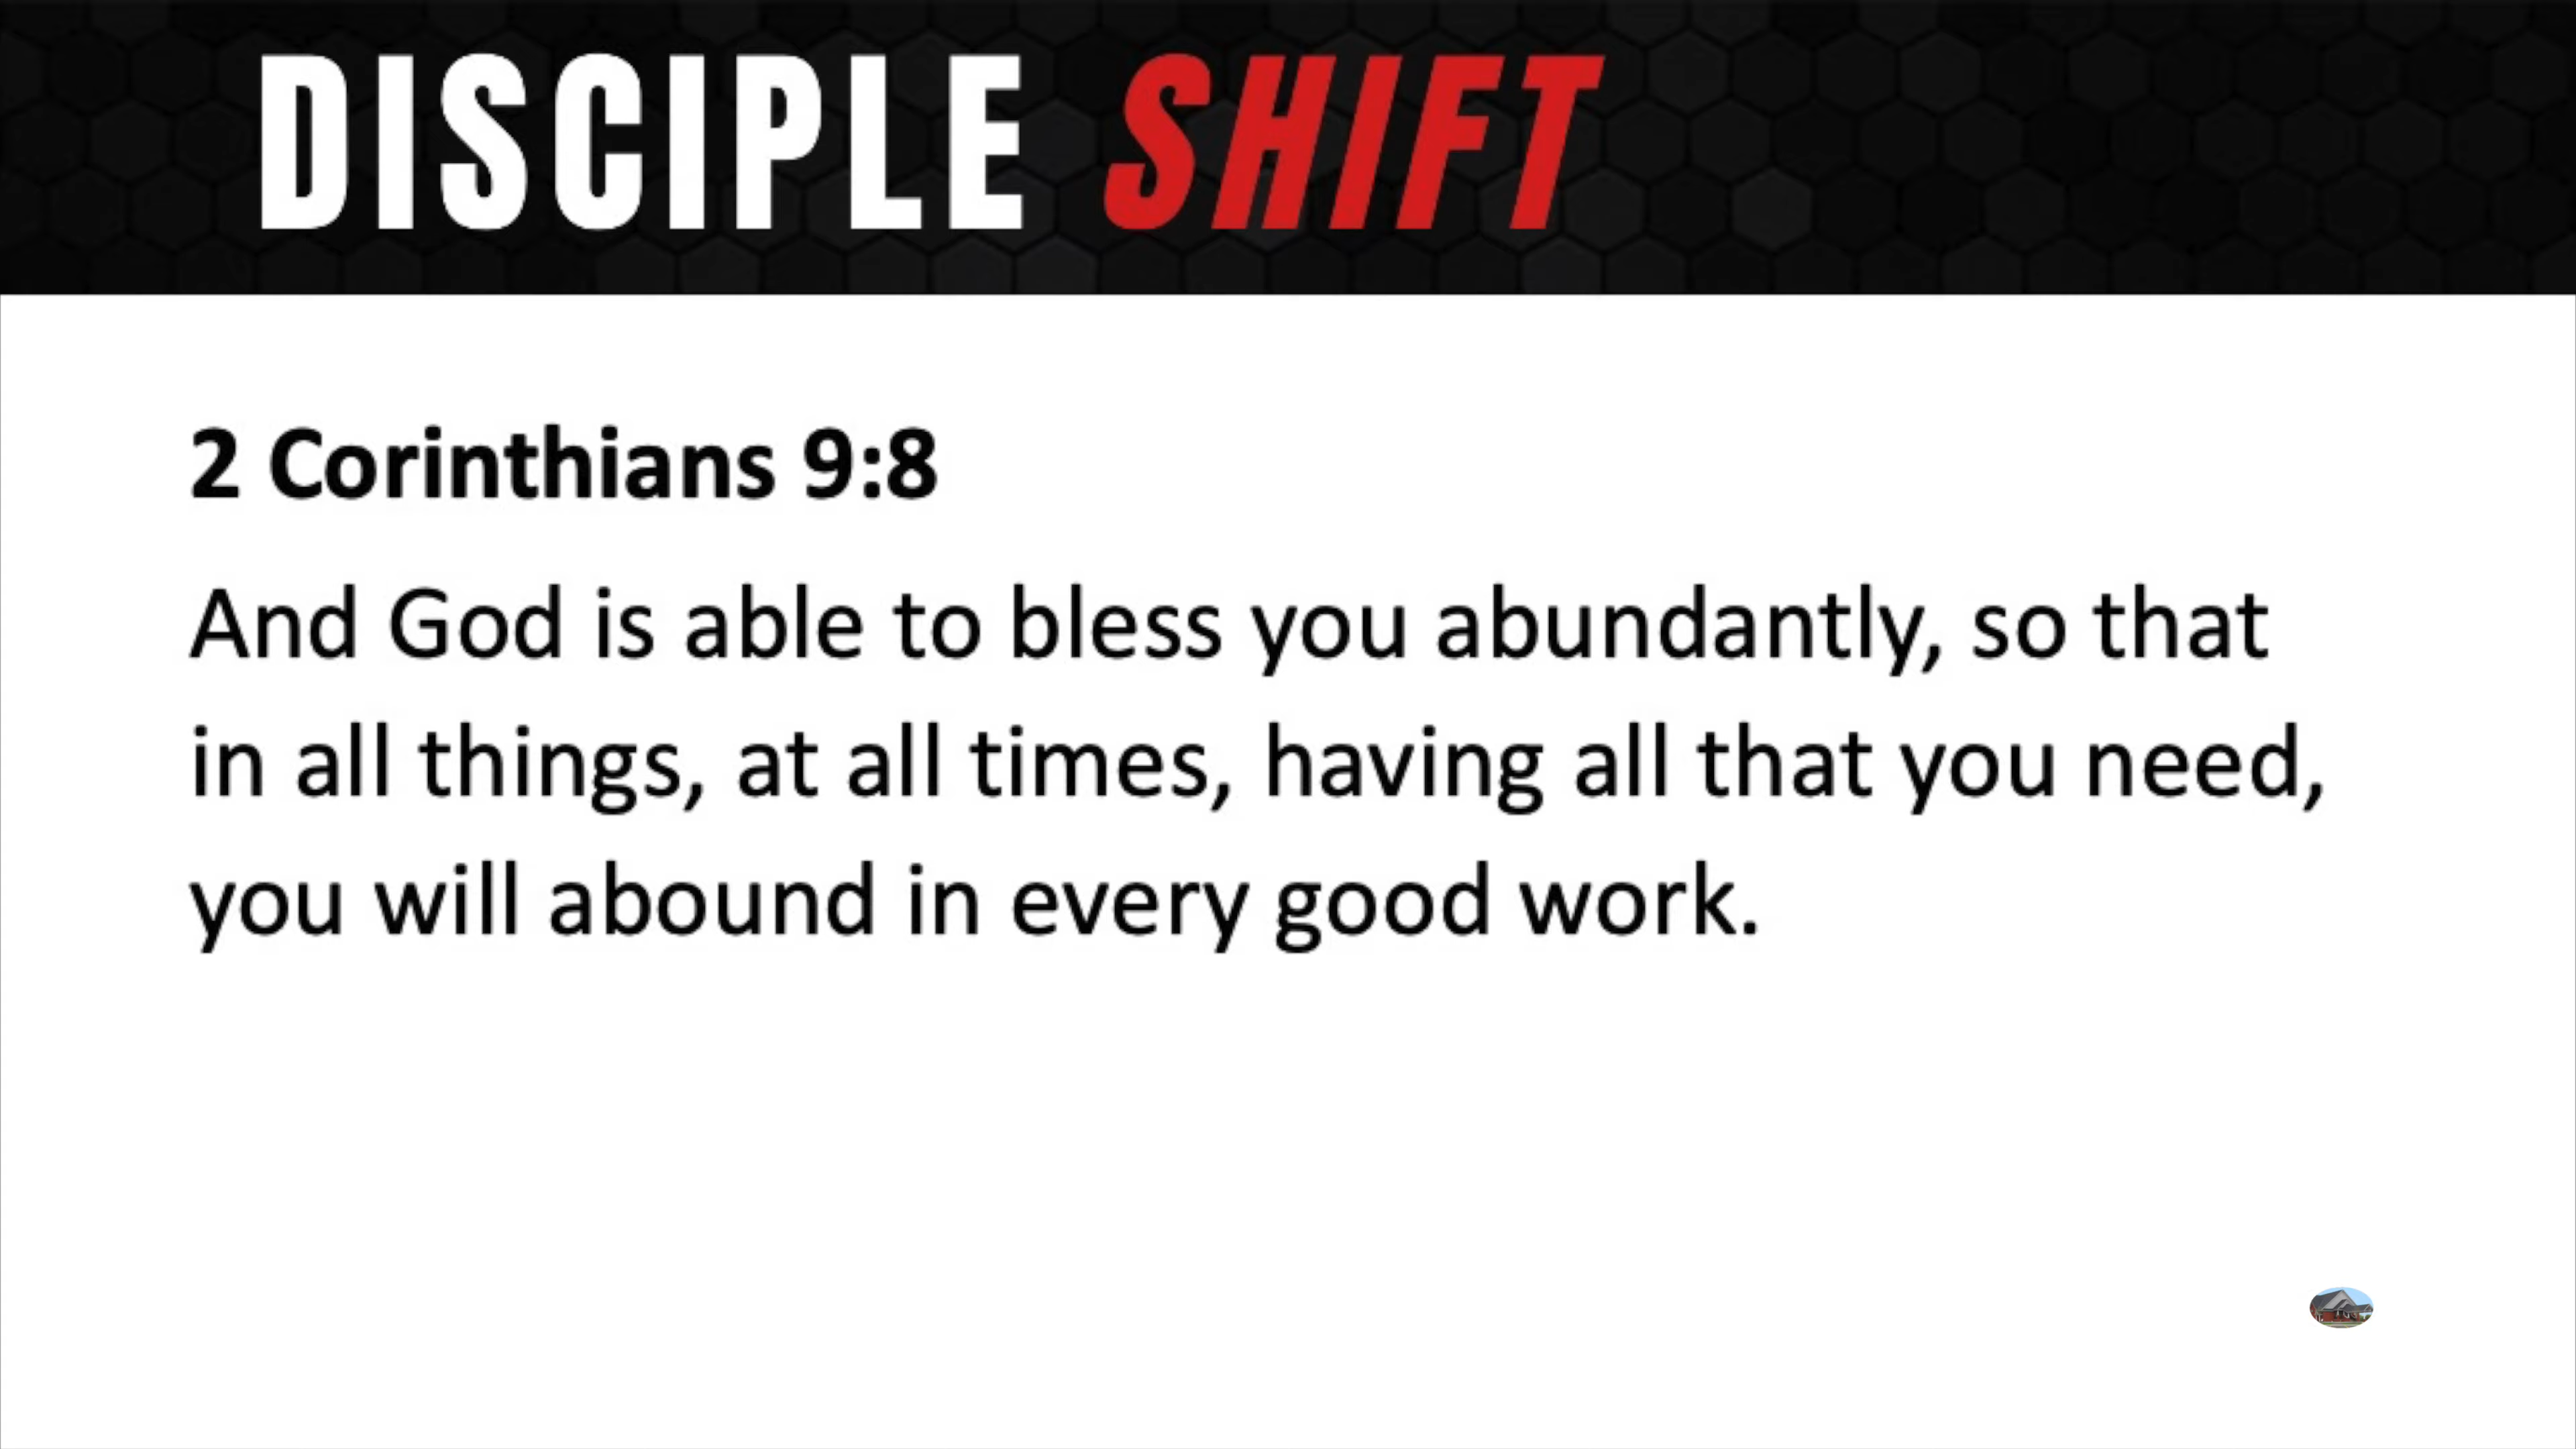 DISCIPLE SHIFT
2 Corinthians 9:8
And God is able to bless you abundantly, so that
in all things, at all times, having all that you need,
you will abound in every good work.